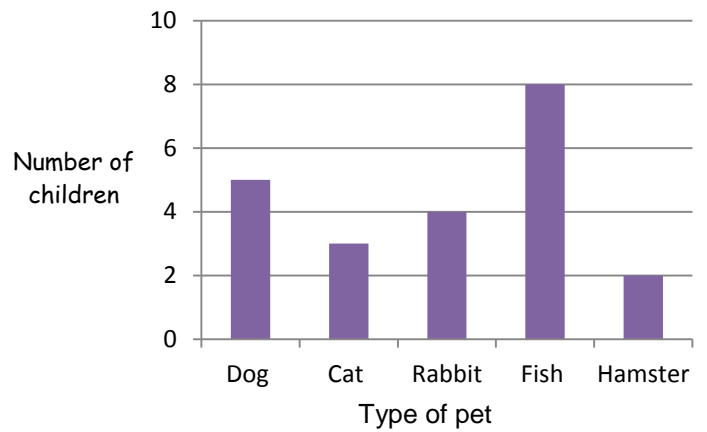 10
8
6
4
2
0
Number of
children
Dog Cat Rabbit Fish Hamster
Type of pet